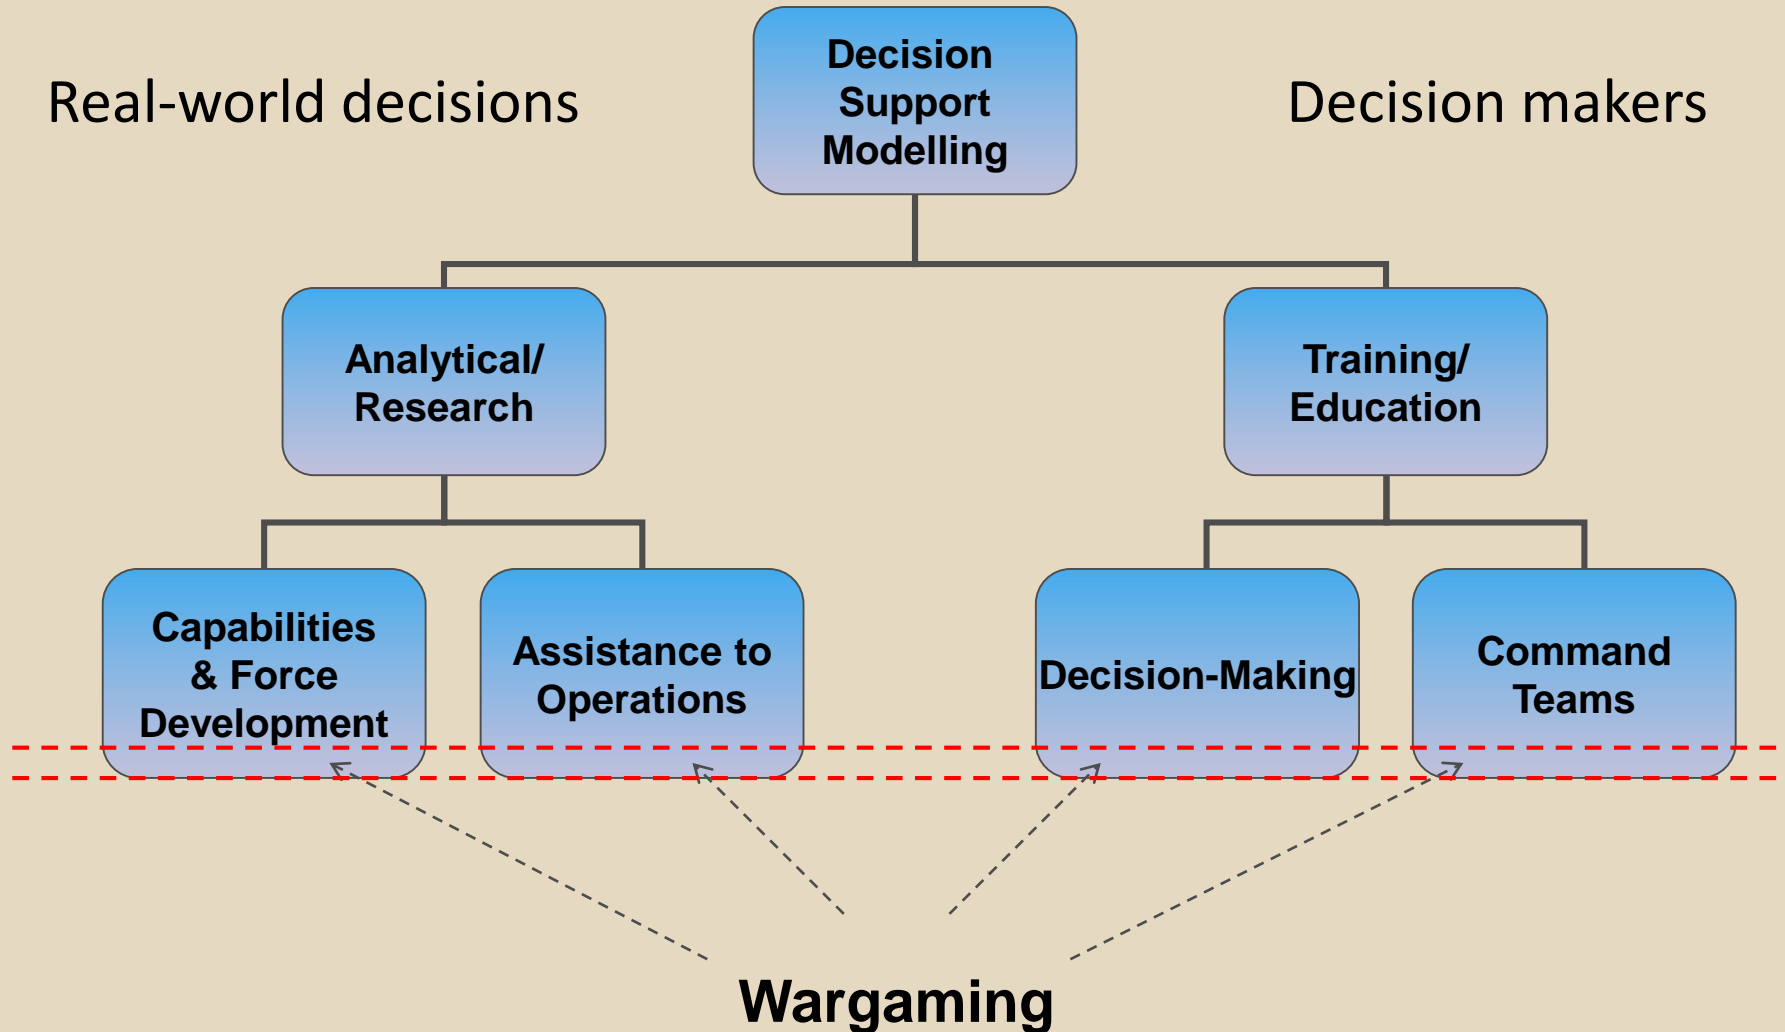 Real-world decisions
Decision
Support
Modelling
Decision makers
Analytical/
Research
Training/
Education
Capabilities
& Force
Development
Assistance to
Operations
Decision-Making
Command
Teams
Wargaming